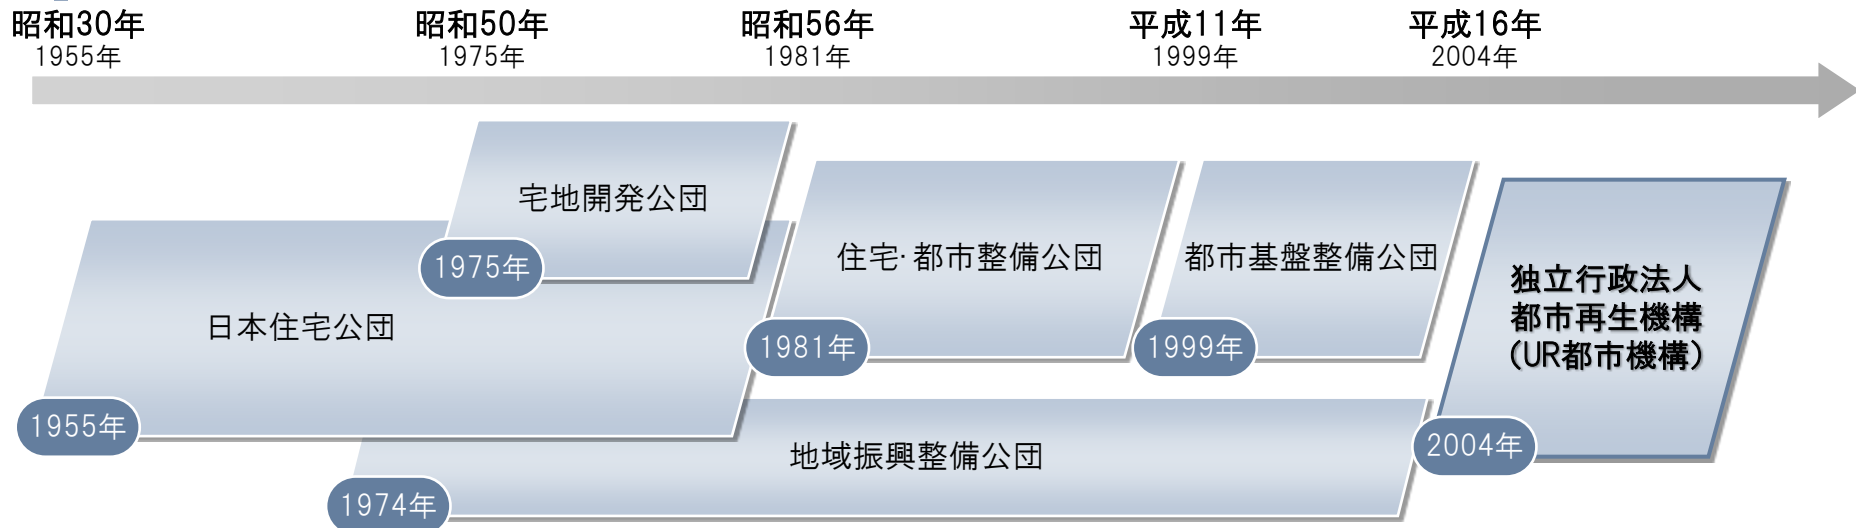 昭和30年
1955年
昭和50年
1975年
昭和56年
1981年
平成11年
1999年
平成16年
2004年
宅地開発公団
1975年
日本住宅公団
1955年
住宅・都市整備公団
1981年
都市基盤整備公団
1999年
独立行政法人
都市再生機構
(UR都市機構)
2004年
地域振興整備公団
1974年